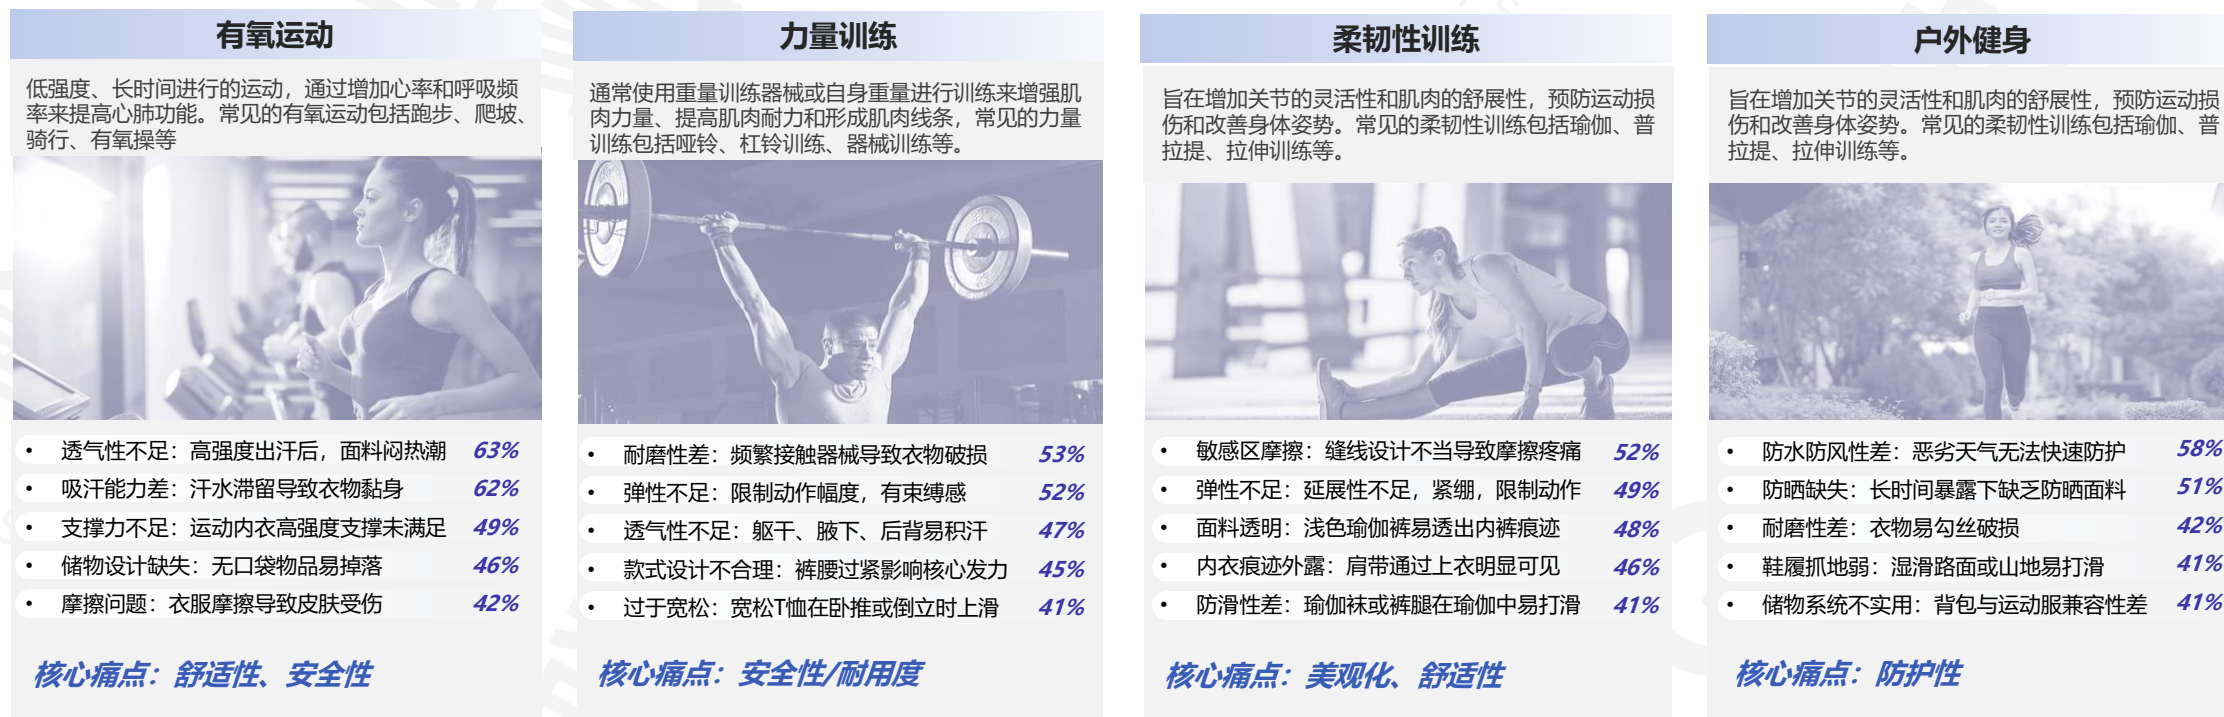 有氧运动
低强度、长时间进行的运动，通过增加心率和呼吸频
率来提高心肺功能。常见的有氧运动包括跑步、爬坡、
骑行、有氧操等
• 透气性不足：高强度出汗后，面料闷热潮 63%
• 吸汗能力差：汗水滞留导致衣物黏身 62%
• 支撑力不足：运动内衣高强度支撑未满足 49%
• 储物设计缺失：无口袋物品易掉落 46%
• 摩擦问题：衣服摩擦导致皮肤受伤 42%
核心痛点：舒适性、安全性
力量训练
通常使用重量训练器械或自身重量进行训练来增强肌
肉力量、提高肌肉耐力和形成肌肉线条，常见的力量
训练包括哑铃、杠铃训练、器械训练等。
• 耐磨性差：频繁接触器械导致衣物破损 53%
• 弹性不足：限制动作幅度，有束缚感 52%
• 透气性不足：躯干、腋下、后背易积汗 47%
• 款式设计不合理：裤腰过紧影响核心发力 45%
• 过于宽松：宽松T恤在卧推或倒立时上滑 41%
核心痛点：安全性/耐用度
柔韧性训练
旨在增加关节的灵活性和肌肉的舒展性，预防运动损
伤和改善身体姿势。常见的柔韧性训练包括瑜伽、普
拉提、拉伸训练等。
• 敏感区摩擦：缝线设计不当导致摩擦疼痛 52%
• 弹性不足：延展性不足，紧绷，限制动作 49%
• 面料透明：浅色瑜伽裤易透出内裤痕迹 48%
• 内衣痕迹外露：肩带通过上衣明显可见 46%
• 防滑性差：瑜伽袜或裤腿在瑜伽中易打滑 41%
核心痛点：美观化、舒适性
户外健身
旨在增加关节的灵活性和肌肉的舒展性，预防运动损
伤和改善身体姿势。常见的柔韧性训练包括瑜伽、普
拉提、拉伸训练等。
• 防水防风性差：恶劣天气无法快速防护 58%
• 防晒缺失：长时间暴露下缺乏防晒面料 51%
• 耐磨性差：衣物易勾丝破损 42%
• 鞋履抓地弱：湿滑路面或山地易打滑 41%
• 储物系统不实用：背包与运动服兼容性差 41%
核心痛点：防护性